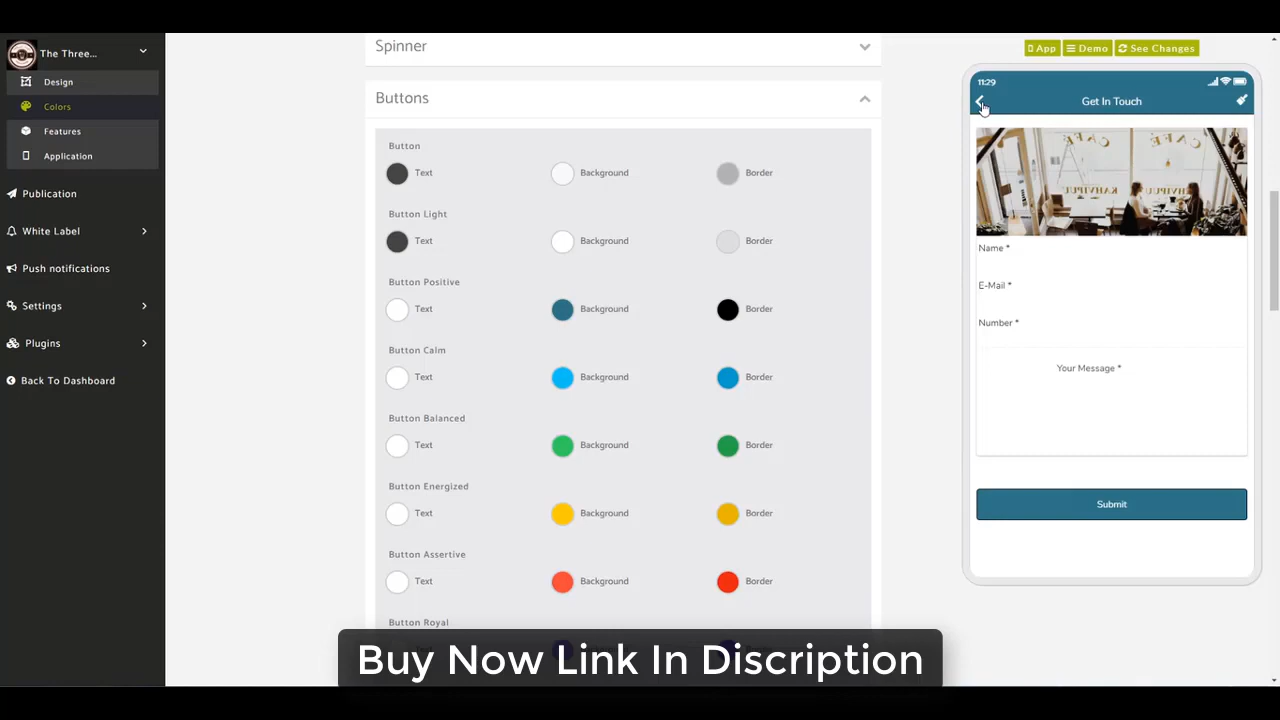 The Three...
Design
Colors
Features
Application
Publication
White Label
Push notifications
Settings
Plugins
Back To Dashboard
Spinner
Buttons
Button
Text Background Border
Button Light
Text Background Border
Button Positive
Text Background Border
Button Calm
Text Background Border
Button Balanced
Text Background Border
Button Energized
Text Background Border
Button Assertive
Text Background Border
Button Royal
App Demo See Changes
11:29
Get In Touch
CAFÉ CAFÉ
Name *
E-Mail *
Number *
Your Message *
Submit
Buy Now Link In Discription